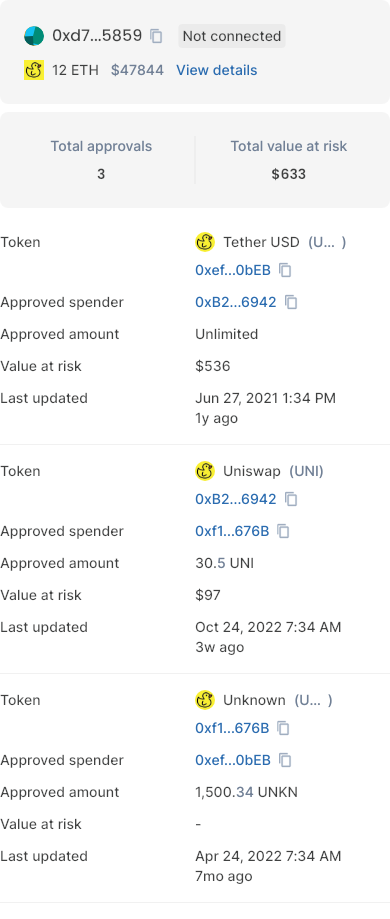 0xd7...5859 Not connected
12 ETH $47844 View details
Total approvals Total value at risk
3 $633
Token Tether USD (U... )
0xef...0bEB
Approved spender 0xB2...6942
Approved amount Unlimited
Value at risk $536
Last updated Jun 27, 2021 1:34 PM
1y ago
Token Uniswap (UNI)
0xB2...6942
Approved spender 0xf1...676B
Approved amount 30.5 UNI
Value at risk $97
Last updated Oct 24, 2022 7:34 AM
3w ago
Token Unknown (U... )
0xf1...676B
Approved spender 0xef...0bEB
Approved amount 1,500.34 UNKN
Value at risk -
Last updated Apr 24, 2022 7:34 AM
7mo ago